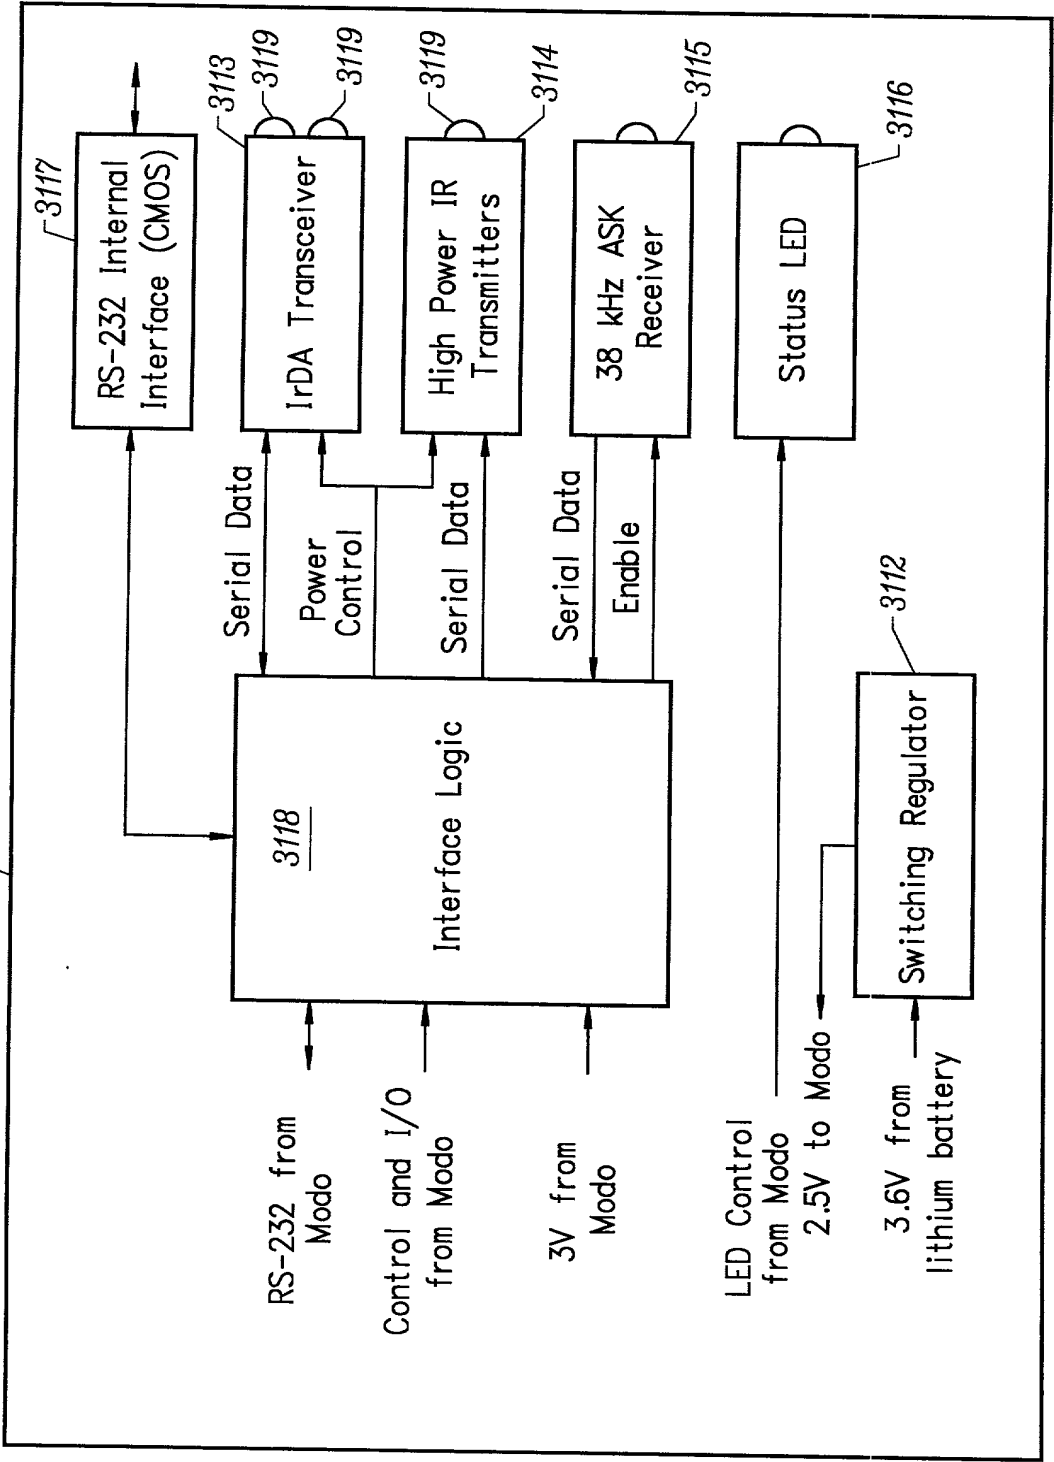 3117
RS-232 Internal
Interface (CMOS)
3113
3119
3119
IrDA Transceiver
Serial Data
Power
Control
3119
3114
High Power IR
Transmitters
Serial Data
3115
38 kHz ASK
Receiver
Serial Data
Enable
3116
Status LED
3118
Interface Logic
RS-232 from
Modo
Control and I/O
from Modo
3V from
Modo
LED Control
from Modo
2.5V to Modo
3112
Switching Regulator
3.6V from
lithium battery